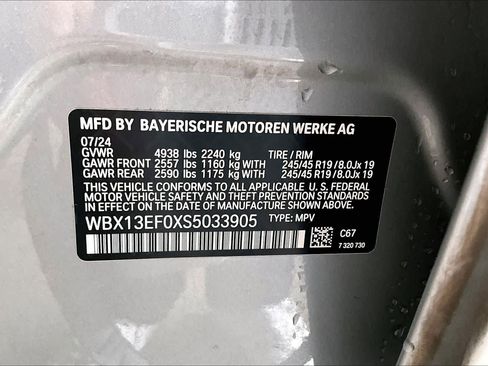 MFD BY BAYERISCHE MOTOREN WERKE AG
07/24
GVWR 4938 lbs 2240 kg TIRE / RIM
GAWR FRONT 2557 lbs 1160 kg WITH 245/45 R19 / 8.0Jx 19
GAWR REAR 2590 lbs 1175 kg WITH 245/45 R19 / 8.0Jx 19
THIS VEHICLE CONFORMS TO ALL APPLICABLE U. S. FEDERAL
MOTOR VEHICLE SAFETY AND THEFT PREVENTION STANDARDS
IN EFFECT ON THE DATE OF MANUFACTURE SHOWN ABOVE.
WBX13EF0XS5033905 TYPE: MPV
C67
7 320 730